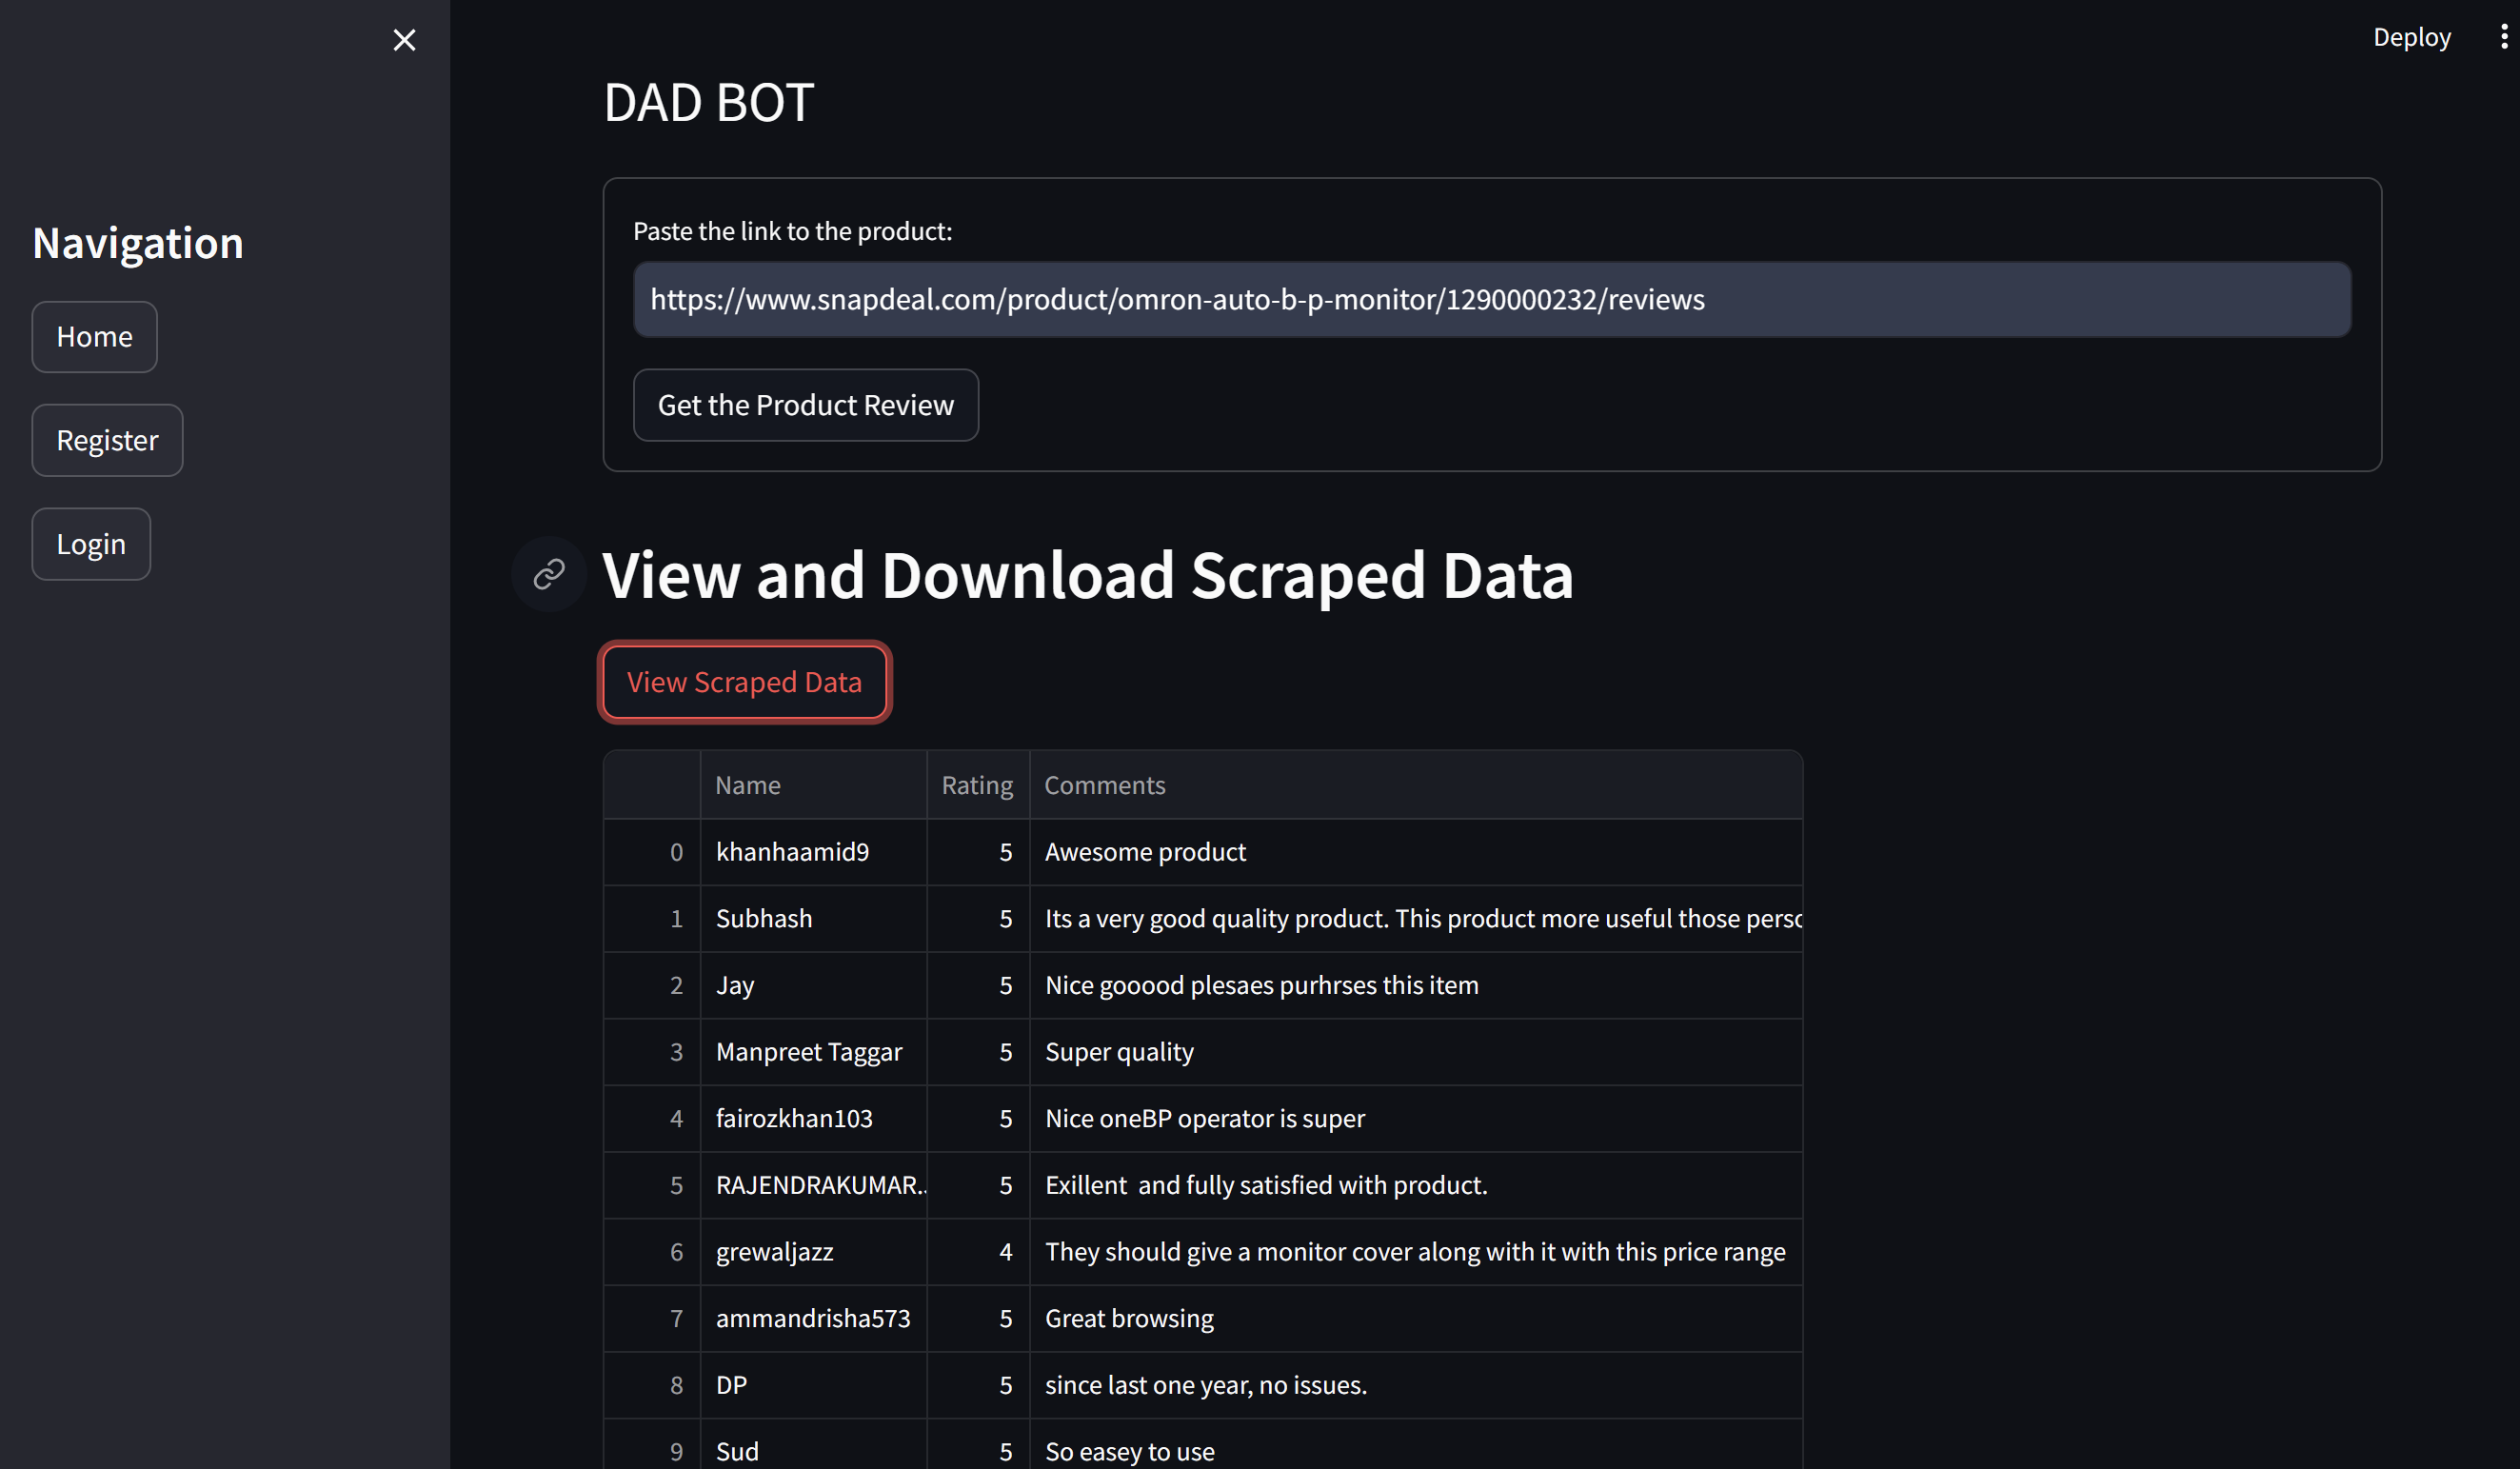 Deploy
DAD BOT
Navigation
Home
Register
Login
Paste the link to the product:
https://www.snapdeal.com/product/omron-auto-b-p-monitor/1290000232/reviews
Get the Product Review
View and Download Scraped Data
View Scraped Data
Name Rating Comments
0 khanhaamid9 5 Awesome product
1 Subhash 5 Its a very good quality product. This product more useful those perso
2 Jay 5 Nice gooood plesaes purhrses this item
3 Manpreet Taggar 5 Super quality
4 fairozkhan103 5 Nice oneBP operator is super
5 RAJENDRAKUMAR.. 5 Exillent  and fully satisfied with product.
6 grewaljazz 4 They should give a monitor cover along with it with this price range
7 ammandrisha573 5 Great browsing
8 DP 5 since last one year, no issues.
9 Sud 5 So easey to use